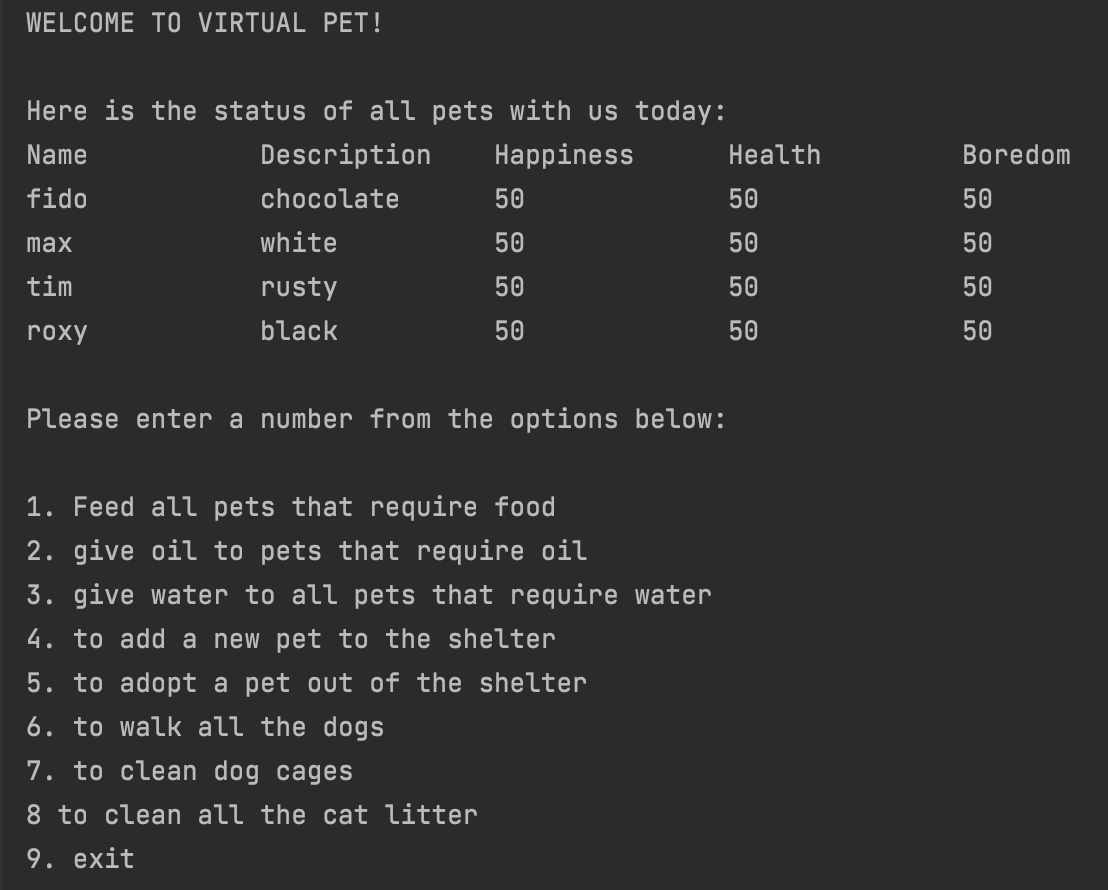 WELCOME TO VIRTUAL PET!
Here is the status of all pets with us today:
Name Description Happiness Health Boredom
fido chocolate 50 50 50
max white 50 50 50
tim rusty 50 50 50
roxy black 50 50 50
Please enter a number from the options below:
1. Feed all pets that require food
2. give oil to pets that require oil
3. give water to all pets that require water
4. to add a new pet to the shelter
5. to adopt a pet out of the shelter
6. to walk all the dogs
7. to clean dog cages
8 to clean all the cat litter
9. exit